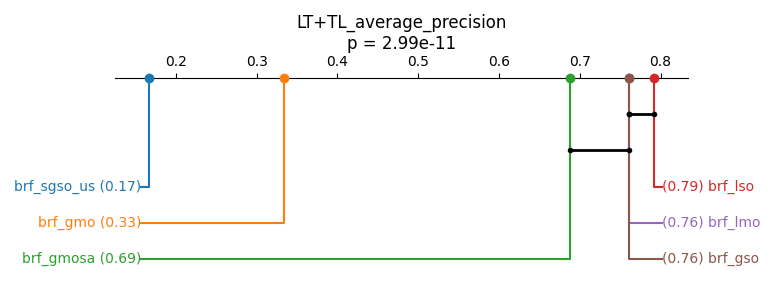 LT+TL_average_precision
p = 2.99e-11
0.2 0.3 0.4 0.5 0.6 0.7 0.8
brf_sgso_us (0.17) (0.79) brf_lso
brf_gmo (0.33) (0.76) brf_lmo
brf_gmosa (0.69) (0.76) brf_gso